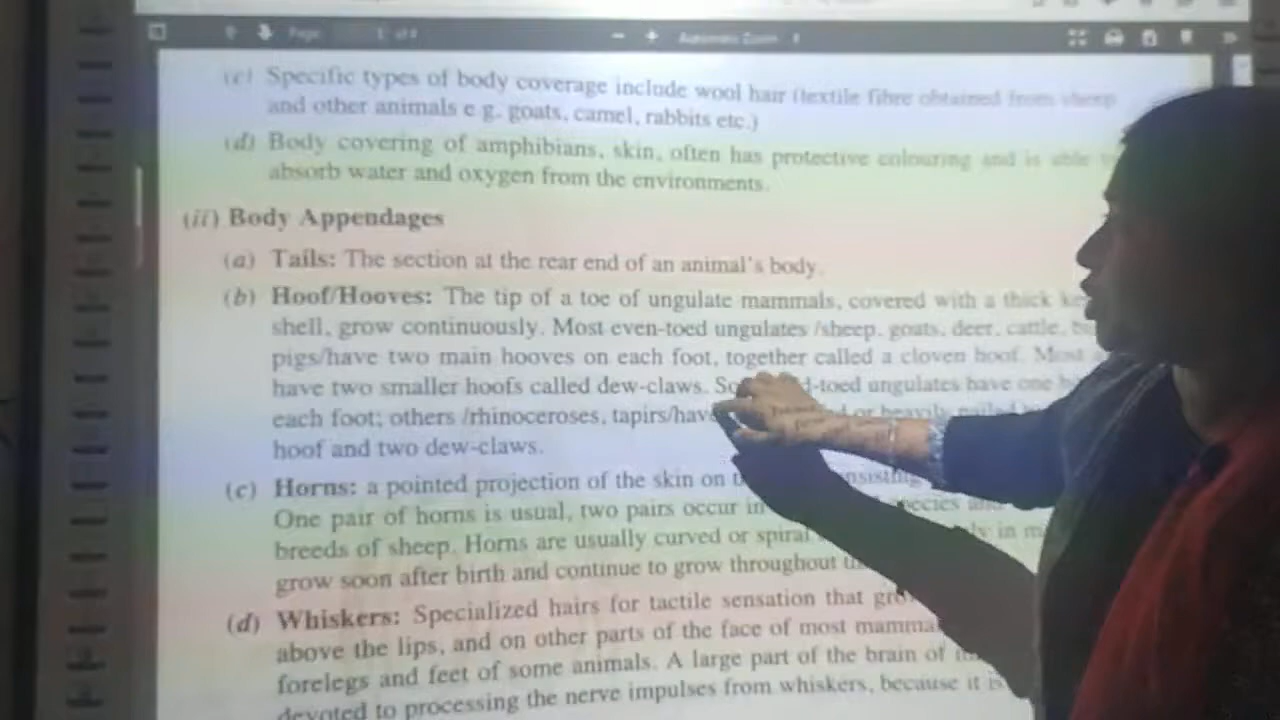 Page 1 of
Automatic Zoom
(c) Specific types of body coverage include wool hair (textile fibre obtained from sheep
and other animals e g. goats, camel, rabbits etc.)
(d) Body covering of amphibians, skin, often has protective colouring and is able
absorb water and oxygen from the environments.
(ii) Body Appendages
(a) Tails: The section at the rear end of an animal's body.
(b) Hoof/Hooves: The tip of a toe of ungulate mammals, covered with a thick
shell, grow continuously. Most even-toed ungulates /sheep, goats, deer, cattle,
pigs/have two main hooves on each foot, together called a cloven hoof. Most
have two smaller hoofs called dew-claws. -toed ungulates have one
each foot; others /rhinoceroses, tapirs/have or heavily
hoof and two dew-claws.
(c) Horns: a pointed projection of the skin on
One pair of horns is usual, two pairs occur in
breeds of sheep. Horns are usually curved or spiral in
grow soon after birth and continue to grow throughout
(d) Whiskers: Specialized hairs for tactile sensation that
above the lips, and on other parts of the face of most
forelegs and feet of some animals. A large part of the brain of
devoted to processing the nerve impulses from whiskers, because it is